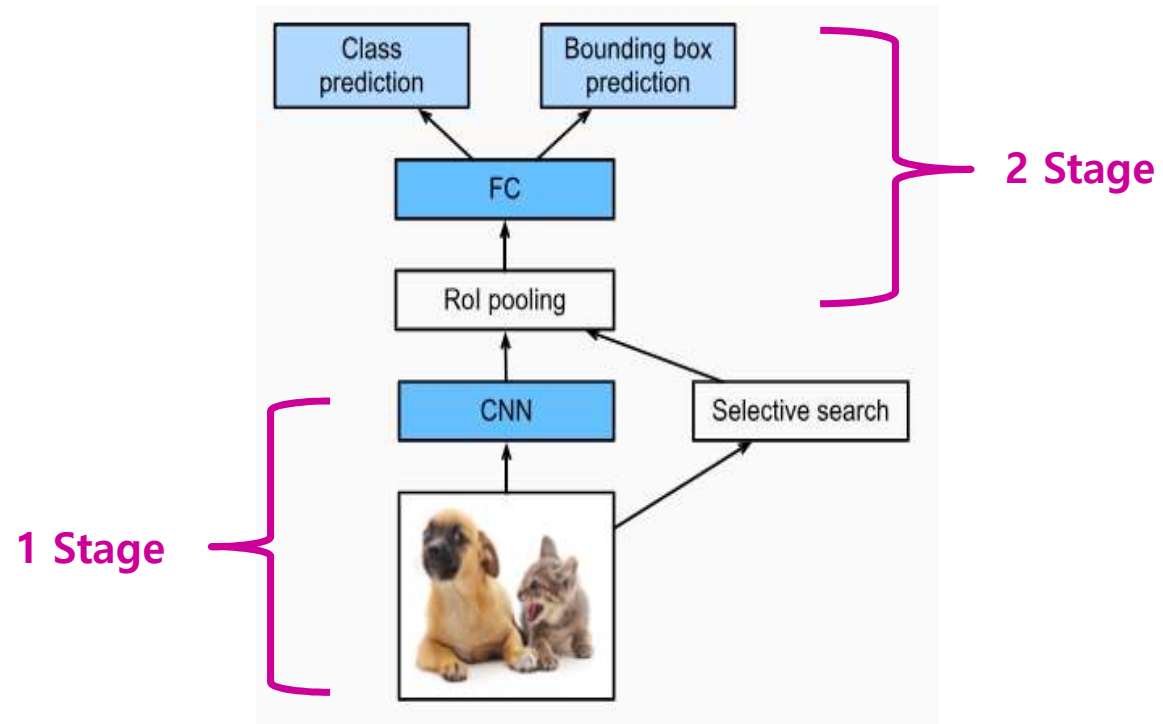 Class
prediction
Bounding box
prediction
2 Stage
FC
RoI pooling
CNN
Selective search
1 Stage